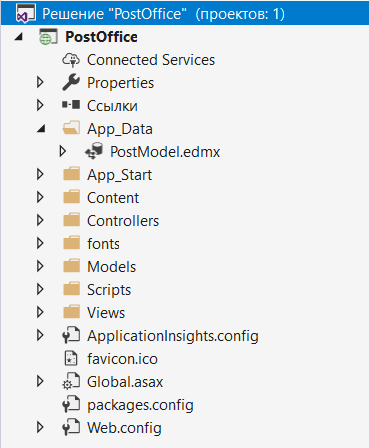 Решение "PostOffice" (проектов: 1)
PostOffice
Connected Services
Properties
Ссылки
App_Data
PostModel.edmx
App_Start
Content
Controllers
fonts
Models
Scripts
Views
ApplicationInsights.config
favicon.ico
Global.asax
packages.config
Web.config